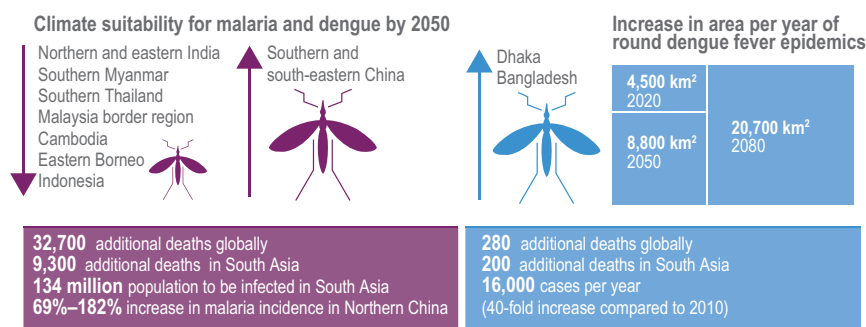 Climate suitability for malaria and dengue by 2050
Northern and eastern India
Southern Myanmar
Southern Thailand
Malaysia border region
Cambodia
Eastern Borneo
Indonesia
Southern and
south-eastern China
Dhaka
Bangladesh
Increase in area per year of
round dengue fever epidemics
4,500 km²
2020
8,800 km²
2050
20,700 km²
2080
32,700 additional deaths globally
9,300 additional deaths in South Asia
134 million population to be infected in South Asia
69%–182% increase in malaria incidence in Northern China
280 additional deaths globally
200 additional deaths in South Asia
16,000 cases per year
(40-fold increase compared to 2010)